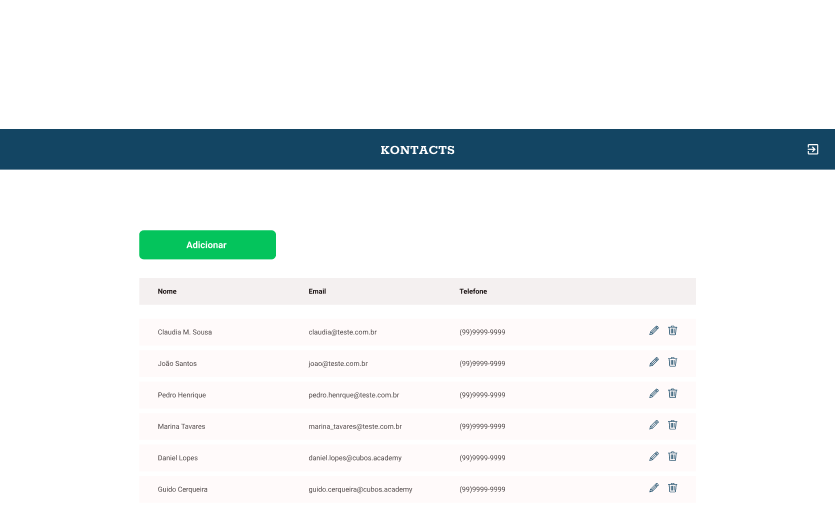 KONTACTS
Adicionar
Nome Email Telefone
Claudia M. Sousa claudia@teste.com.br (99)9999-9999
João Santos joao@teste.com.br (99)9999-9999
Pedro Henrique pedro.henrque@teste.com.br (99)9999-9999
Marina Tavares marina_tavares@teste.com.br (99)9999-9999
Daniel Lopes daniel.lopes@cubos.academy (99)9999-9999
Guido Cerqueira guido.cerqueira@cubos.academy (99)9999-9999